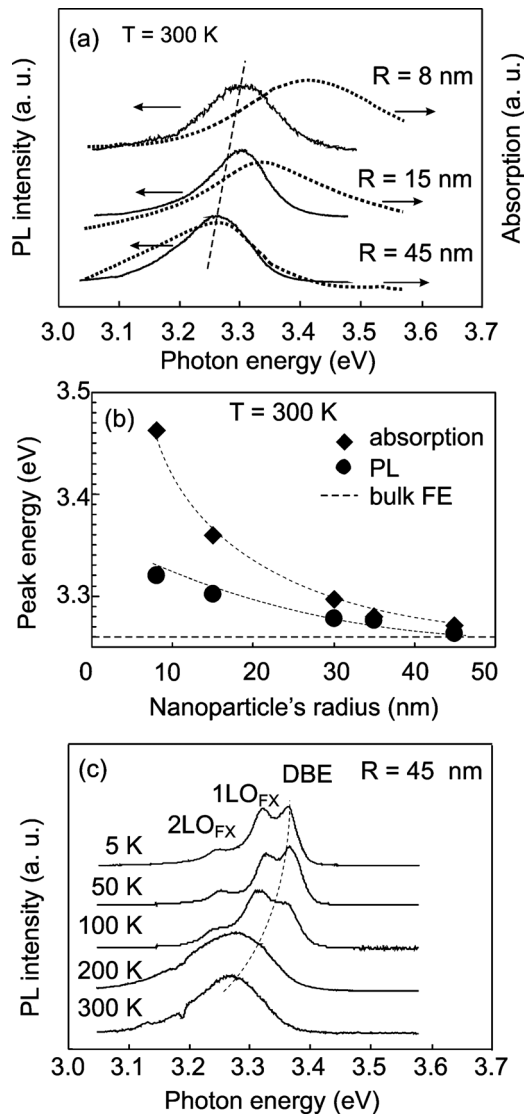 (a) T = 300 K
PL intensity (a. u.)
Absorption (a. u.)
R = 8 nm
R = 15 nm
R = 45 nm
3.0 3.1 3.2 3.3 3.4 3.5 3.6 3.7
Photon energy (eV)
(b) T = 300 K
absorption
PL
bulk FE
Peak energy (eV)
3.5
3.4
3.3
0 10 20 30 40 50
Nanoparticle's radius (nm)
(c) DBE R = 45 nm
1LOFX
2LOFX
5 K
50 K
100 K
200 K
300 K
PL intensity (a. u.)
3.0 3.1 3.2 3.3 3.4 3.5 3.6 3.7
Photon energy (eV)